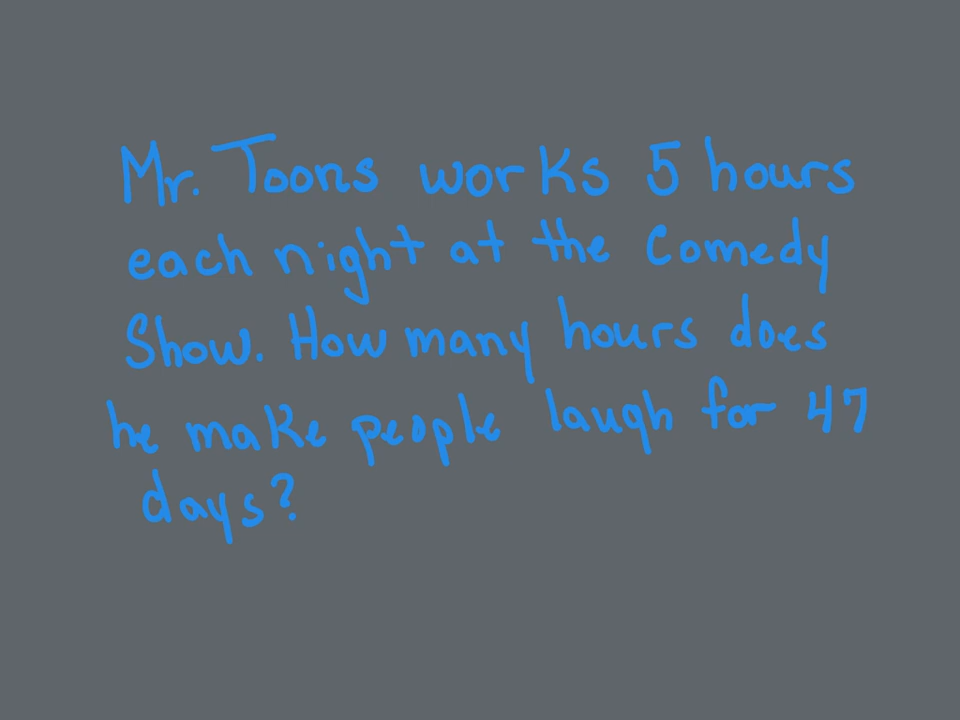 Mr. Toons works 5 hours
each night at the Comedy
Show. How many hours does
he make people laugh for 47
days?